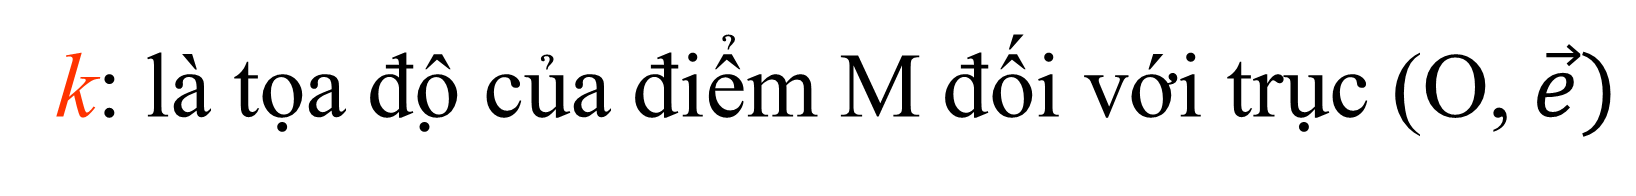 k: là tọa độ của điểm M đối với trục (O, e⃗)